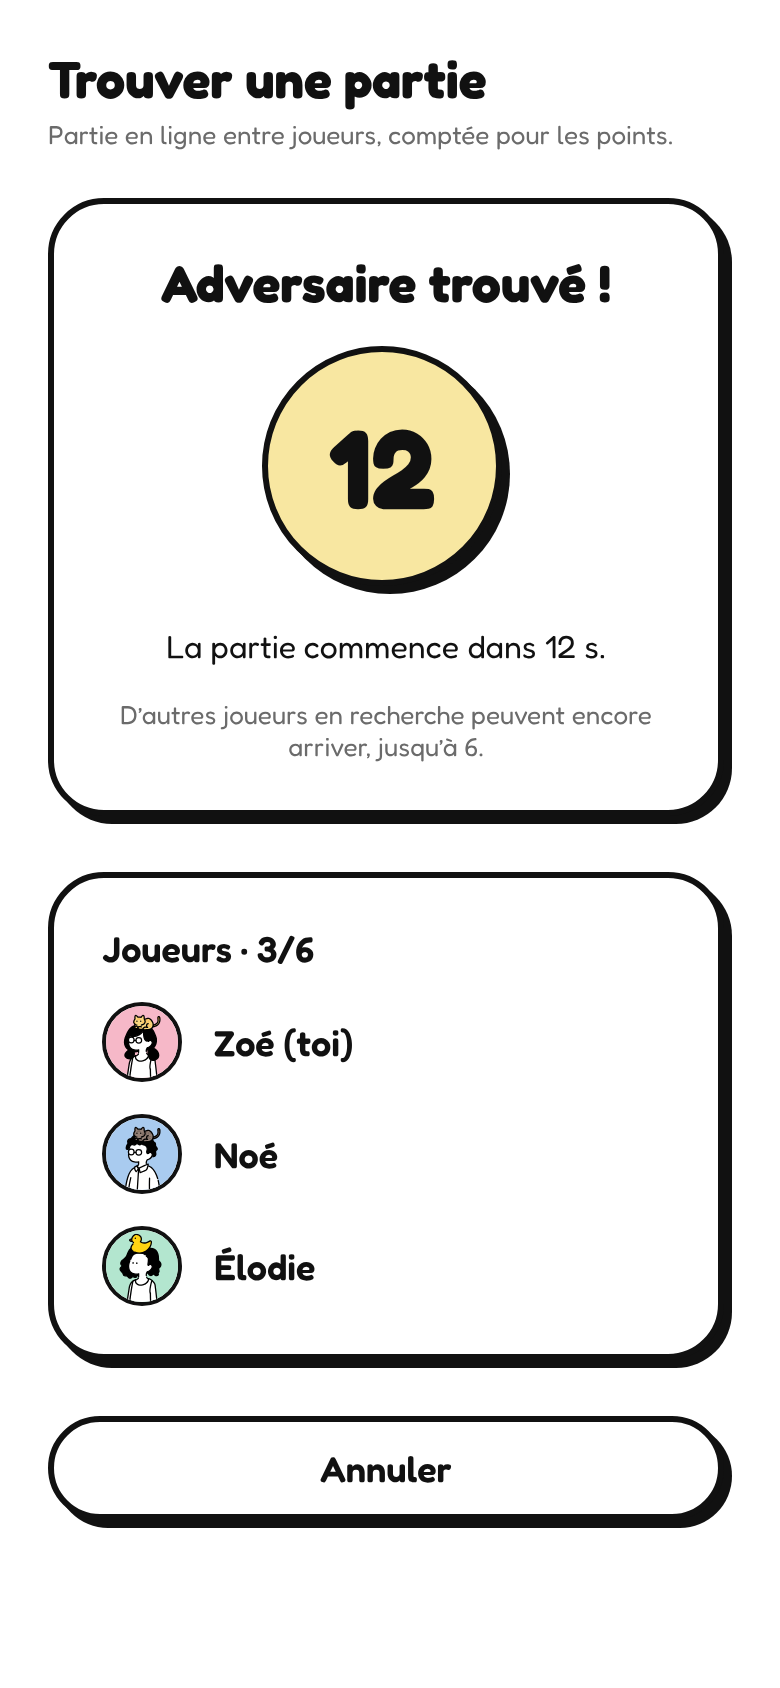 Trouver une partie
Partie en ligne entre joueurs, comptée pour les points.
Adversaire trouvé !
12
La partie commence dans 12 s.
D’autres joueurs en recherche peuvent encore
arriver, jusqu’à 6.
Joueurs · 3/6
Zoé (toi)
Noé
Élodie
Annuler